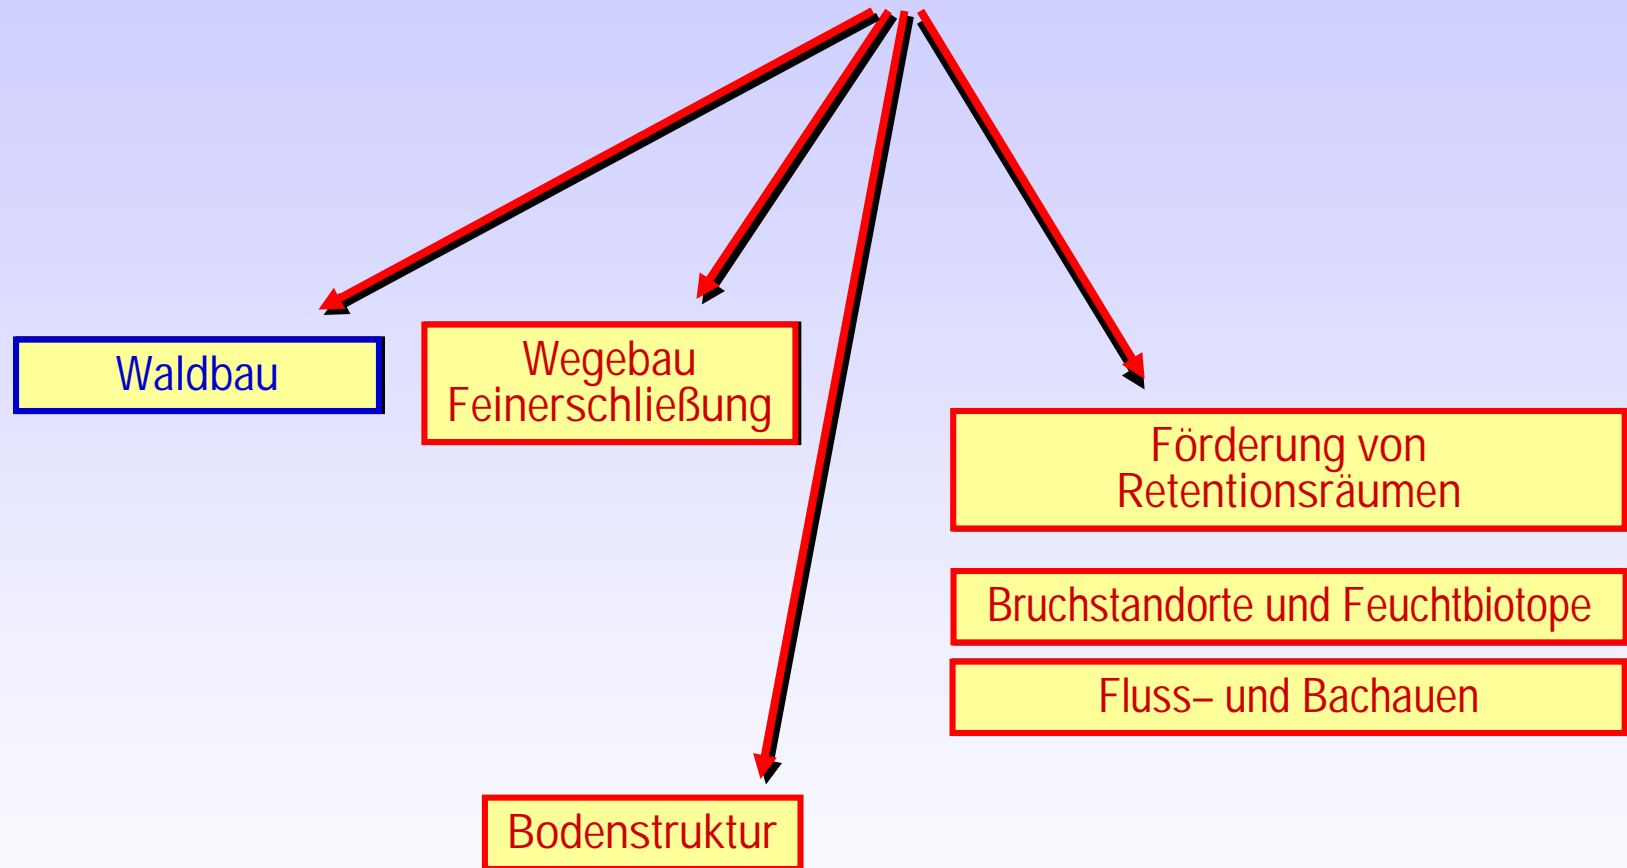 Waldbau
Wegebau
Feinerschließung
Förderung von
Retentionsräumen
Bruchstandorte und Feuchtbiotope
Fluss– und Bachauen
Bodenstruktur